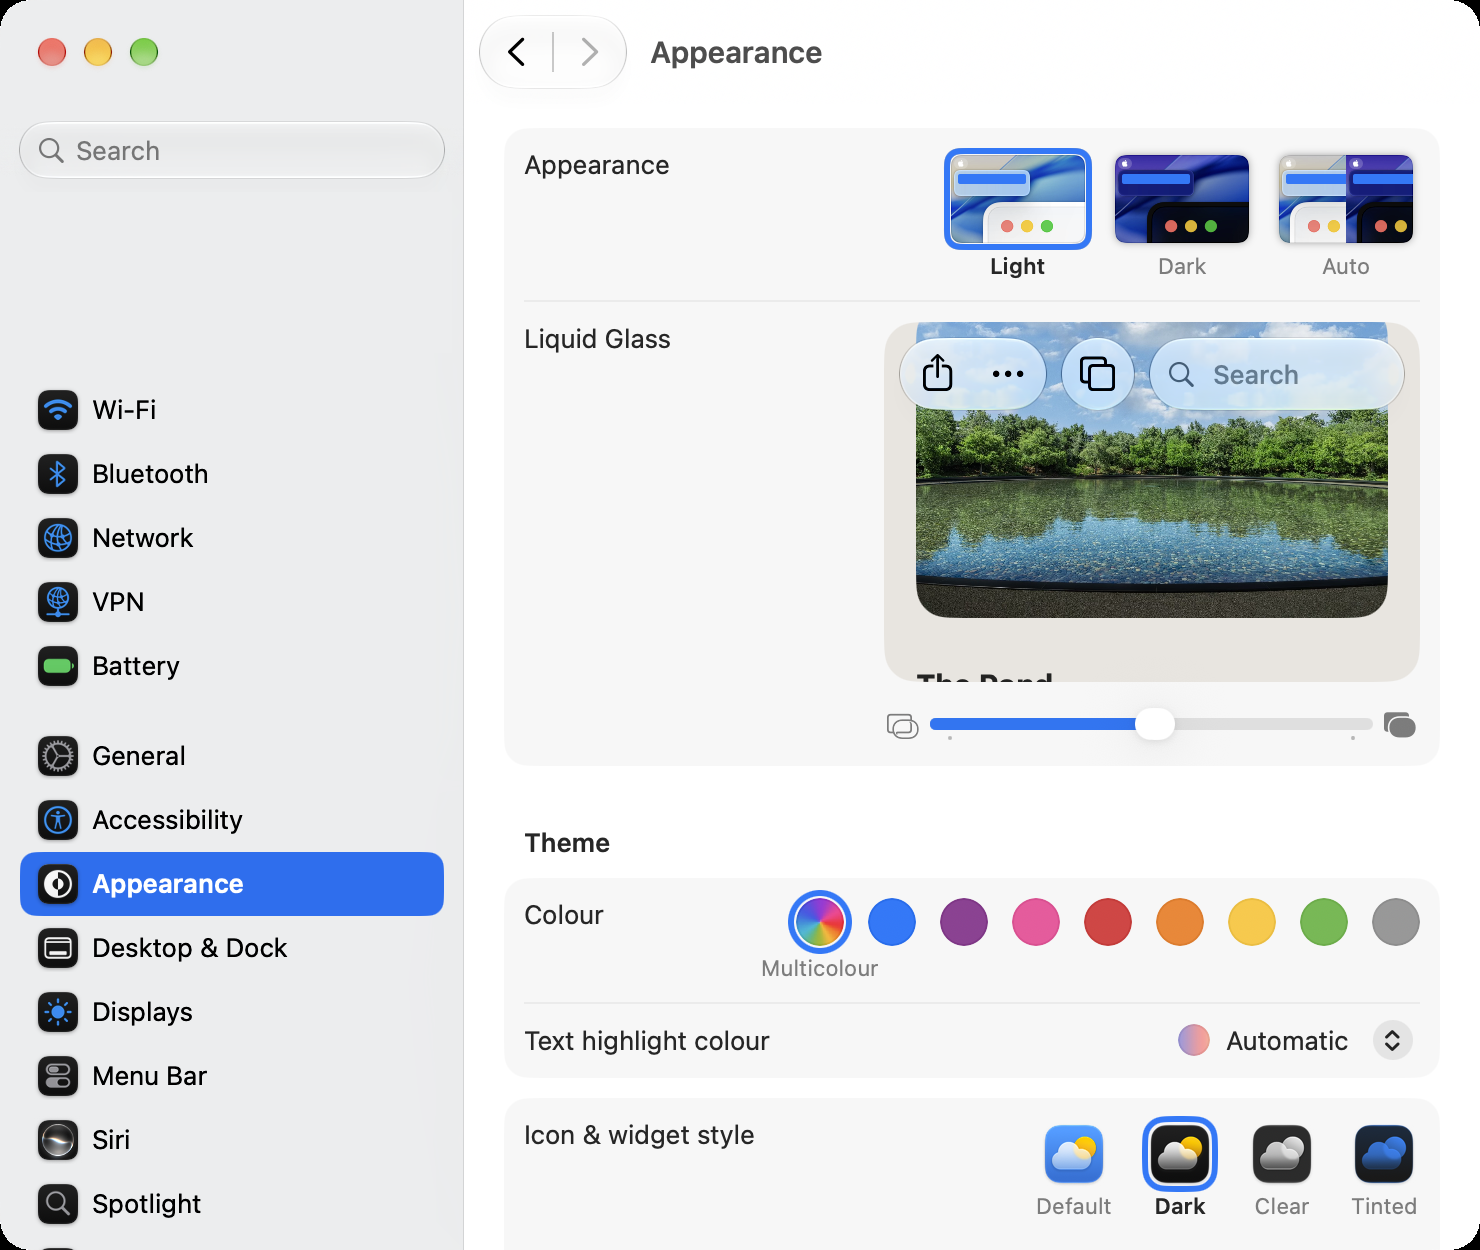 Appearance
Search
Wi-Fi
Bluetooth
Network
VPN
Battery
General
Accessibility
Appearance
Desktop & Dock
Displays
Menu Bar
Siri
Spotlight
Appearance
Light
Dark
Auto
Liquid Glass
Search
The Pond
Theme
Colour
Multicolour
Text highlight colour
Automatic
Icon & widget style
Default
Dark
Clear
Tinted